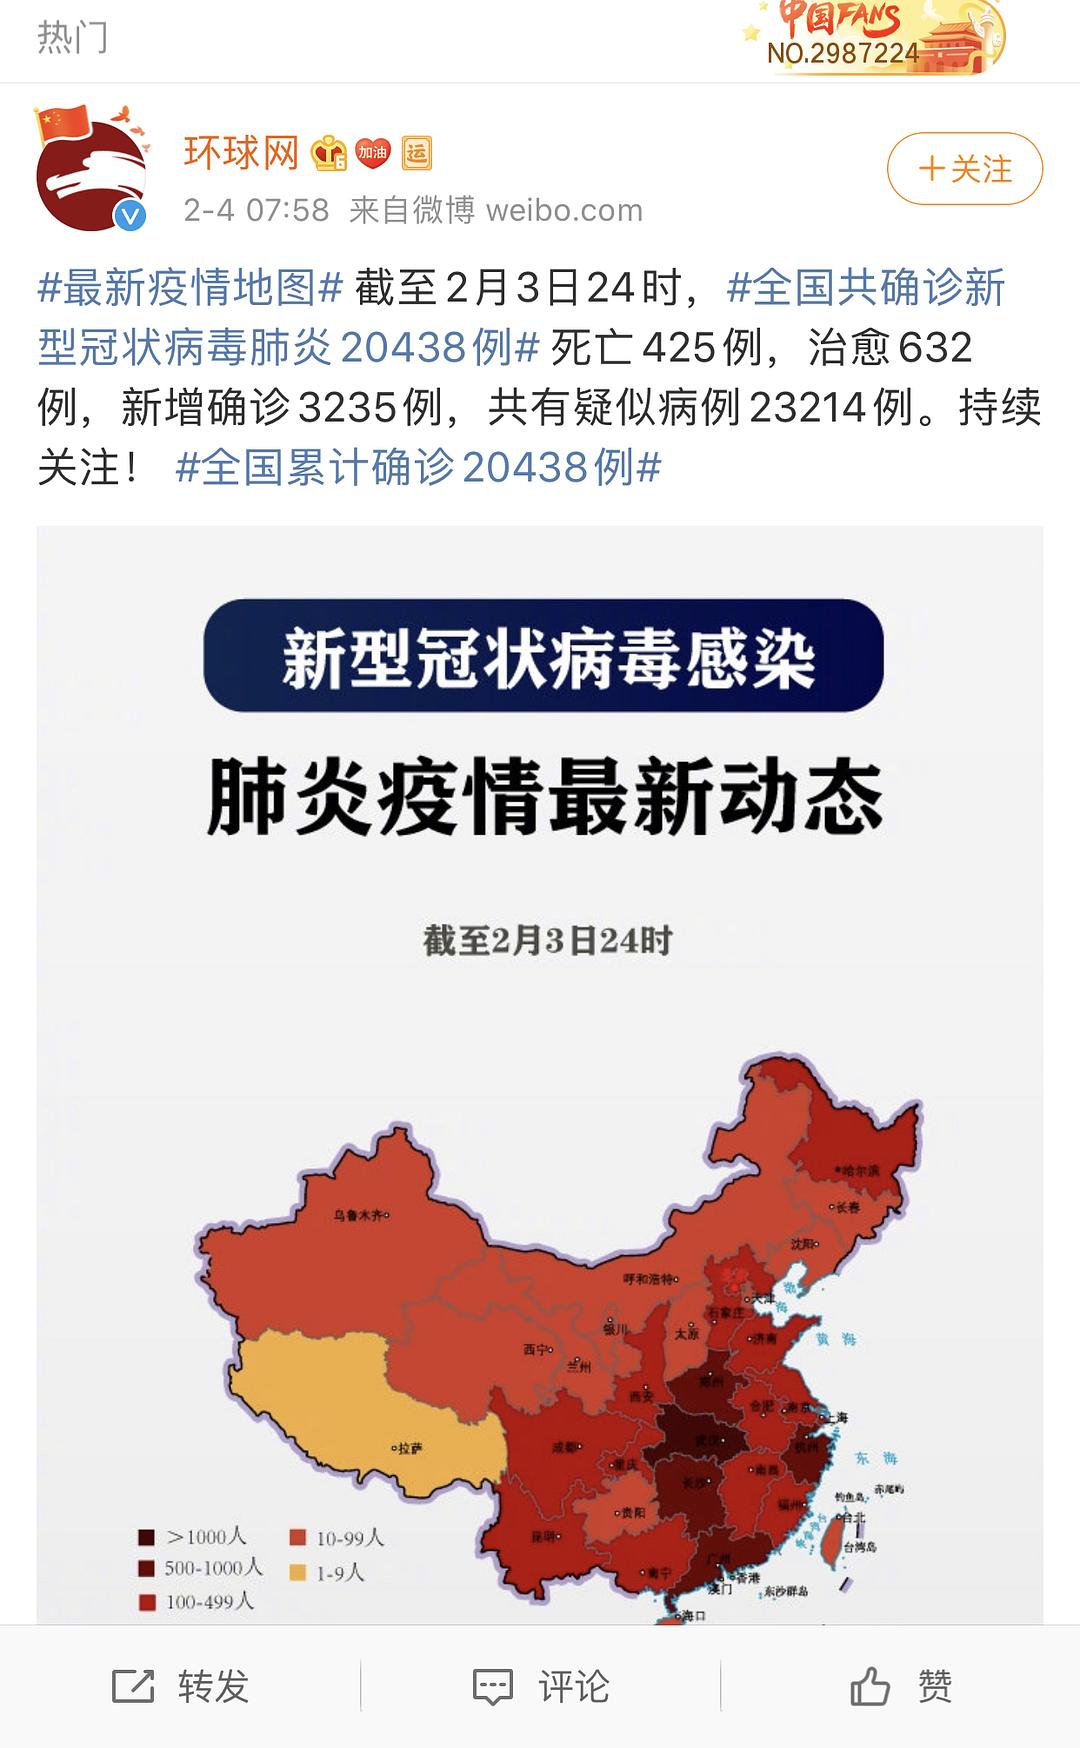 中国FANS
热门
NO.2987224
环球网 6 加油 运
+关注
2-4 07:58 来自微博 weibo.com
#最新疫情地图# 截至2月3日24时，#全国共确诊新
型冠状病毒肺炎20438例# 死亡425例，治愈632
例，新增确诊3235例，共有疑似病例23214例。持续
关注！ #全国累计确诊20438例#
新型冠状病毒感染
肺炎疫情最新动态
截至2月3日24时
哈尔滨
乌鲁木齐
长春
沈阳
呼和浩特
天津
渤海
石家庄
银川
太原
济南
黄海
西宁
兰州
西安
郑州
合肥
南京
上海
拉萨
成都
武汉
杭州
重庆
长沙
南昌
东海
钓鱼岛
赤尾屿
贵阳
福州
台北
昆明
台湾岛
南宁
广州
香港
澳门
东沙群岛
海口
>1000人
10-99人
500-1000人
1-9人
100-499人
转发
评论
赞